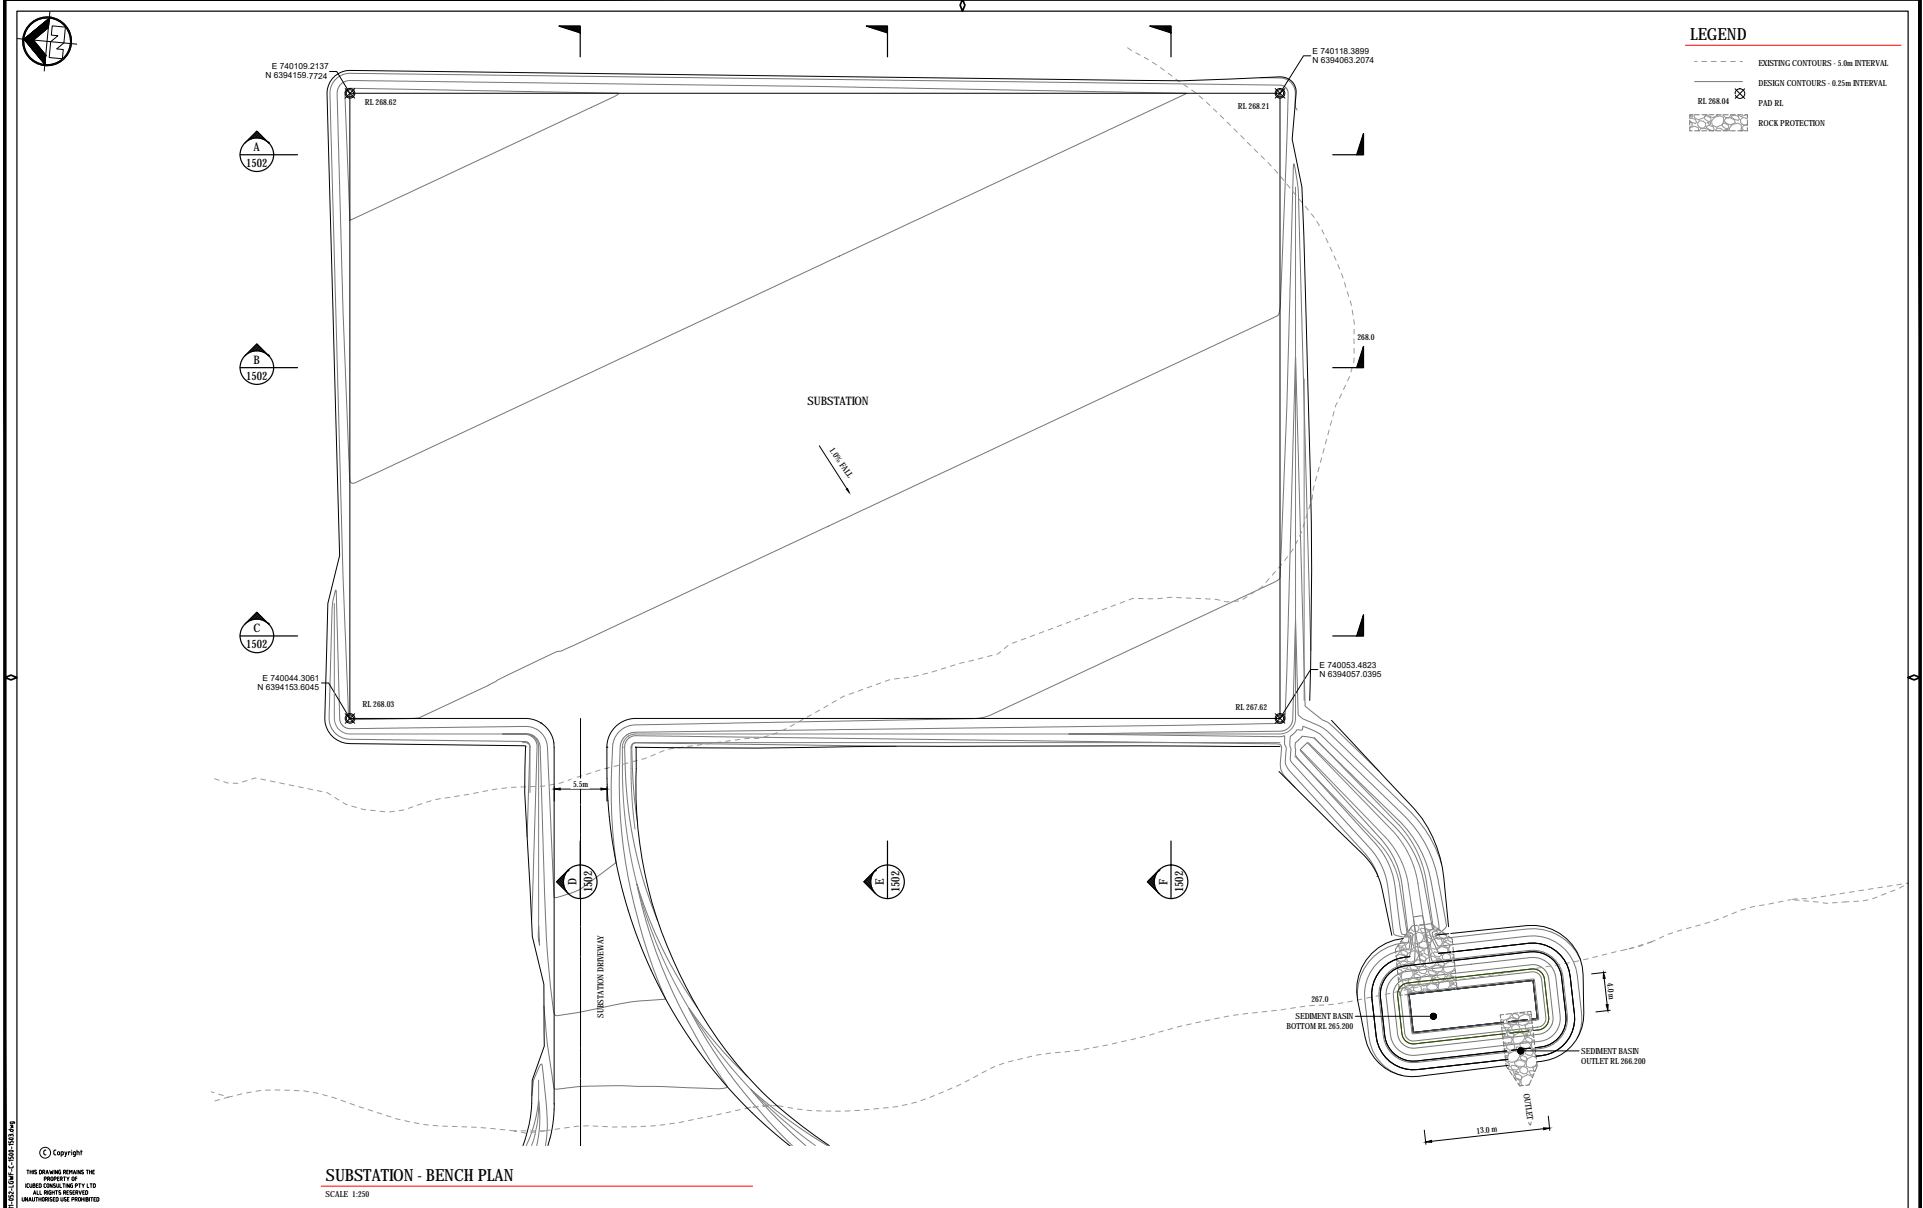 E 740109.2137
N 6394159.7724
RL 268.62
E 740118.3899
N 6394063.2074
RL 268.21
LEGEND
EXISTING CONTOURS - 5.0m INTERVAL
DESIGN CONTOURS - 0.25m INTERVAL
RL 268.04
PAD RL
ROCK PROTECTION
A
1502
B
1502
268.0
SUBSTATION
1.0% FALL
C
1502
E 740044.3061
N 6394153.6045
RL 268.03
E 740053.4823
N 6394057.0395
RL 267.62
5.5m
D
1502
E
1502
F
1502
SUBSTATION DRIVEWAY
267.0
SEDIMENT BASIN
BOTTOM RL 265.200
4.0 m
SEDIMENT BASIN
OUTLET RL 266.200
OUTLET >
13.0 m
C Copyright
THIS DRAWING REMAINS THE
PROPERTY OF
ICUBED CONSULTING PTY LTD
ALL RIGHTS RESERVED
UNAUTHORISED USE PROHIBITED
SUBSTATION - BENCH PLAN
SCALE 1:250